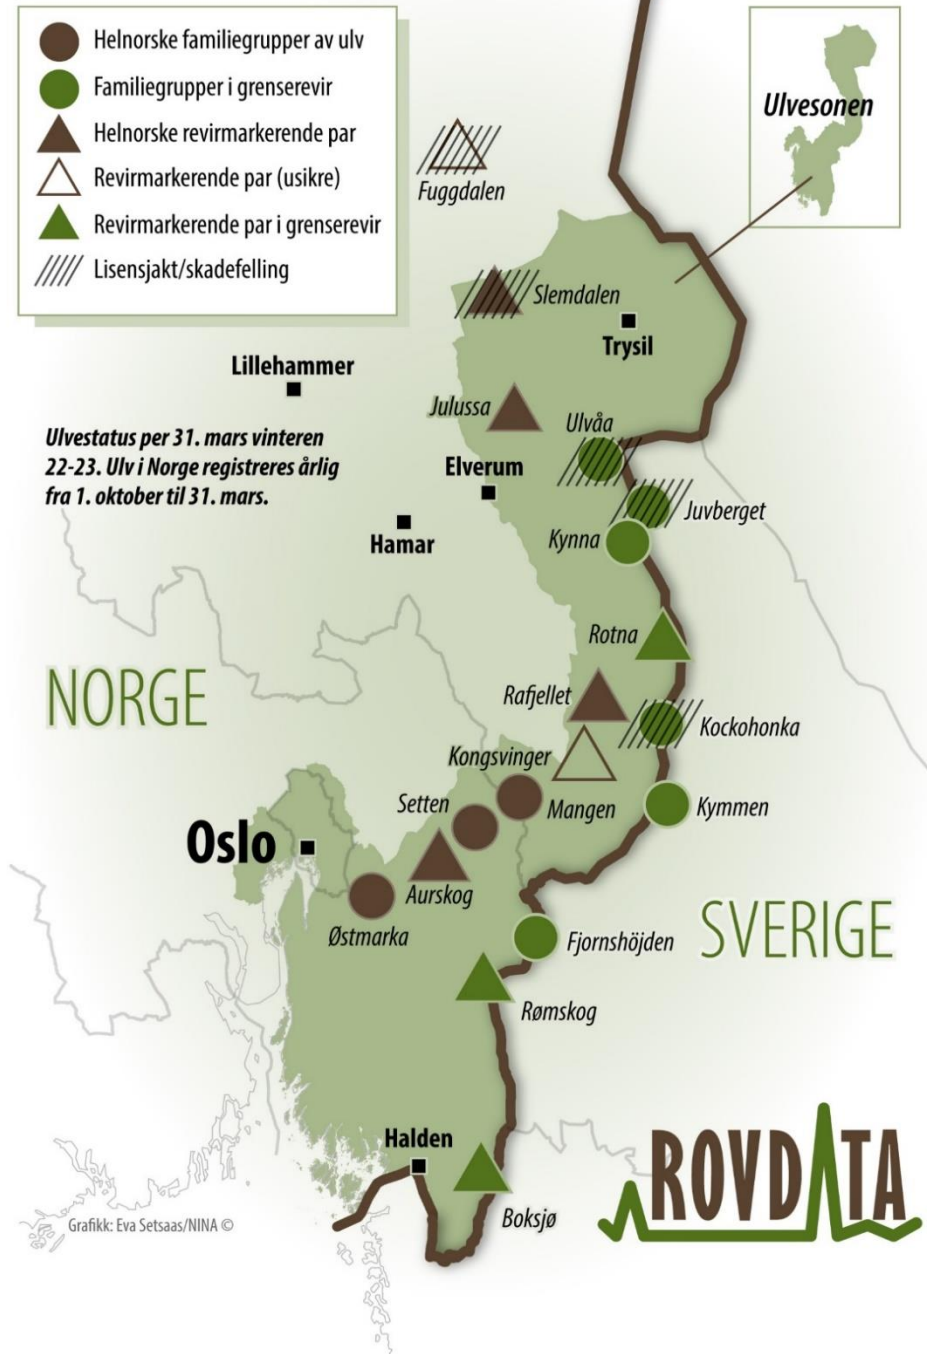 Helnorske familiegrupper av ulv
Familiegrupper i grenserevir
Helnorske revirmarkerende par
Revirmarkerende par (usikre)
Revirmarkerende par i grenserevir
Lisensjakt/skadefelling
Ulvesonen
Fuggdalen
Slemdalen
Trysil
Lillehammer
Julussa
Ulvåa
Ulvestatus per 31. mars vinteren
22-23. Ulv i Norge registreres årlig
fra 1. oktober til 31. mars.
Elverum
Juvberget
Hamar
Kynna
Rotna
NORGE
Rafjellet
Kockohonka
Kongsvinger
Setten
Mangen
Kymmen
Oslo
Aurskog
Østmarka
SVERIGE
Fjornshöjden
Rømskog
Halden
ROVDATA
Boksjø
Grafikk: Eva Setsaas/NINA ©